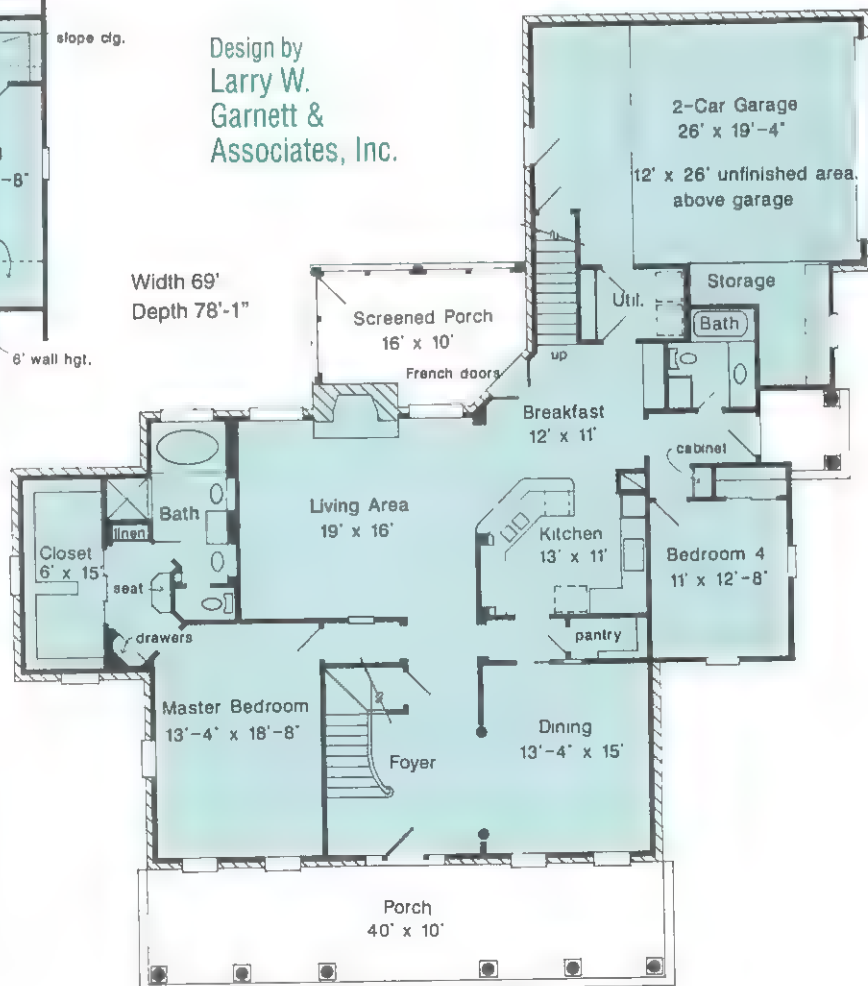 slope clg.
-8"
6' wall hgt.
Design by
Larry W.
Garnett &
Associates, Inc.
Width 69'
Depth 78'-1"
2-Car Garage
26' x 19'-4"
12' x 26' unfinished area
above garage
Storage
Util.
Bath
up
Screened Porch
16' x 10'
French doors
Breakfast
12' x 11'
cabinet
Living Area
19' x 16'
Kitchen
13' x 11'
Bedroom 4
11' x 12'-8"
pantry
Bath
linen
Closet
6' x 15'
seat
drawers
Master Bedroom
13'-4" x 18'-8"
Foyer
Dining
13'-4" x 15'
Porch
40' x 10'